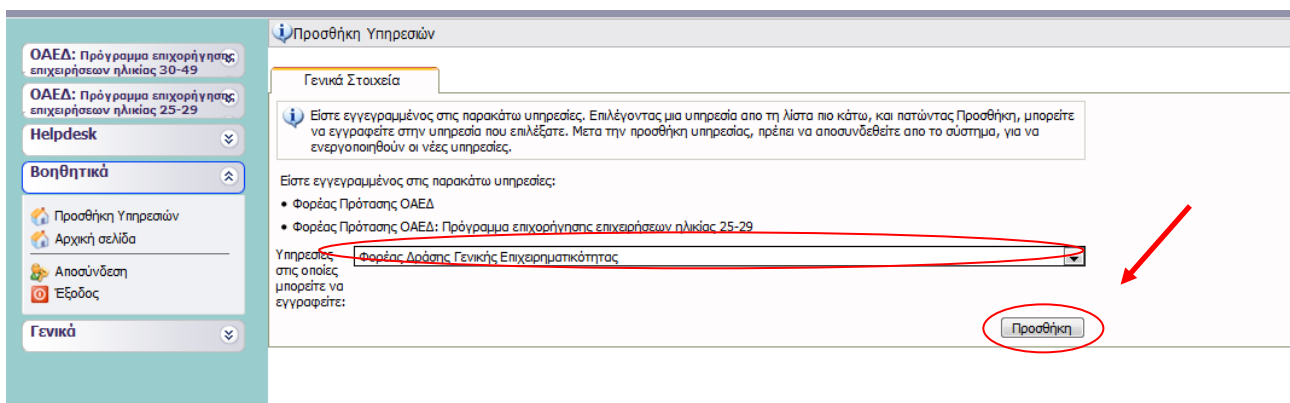 Προσθήκη Υπηρεσιών
ΟΑΕΔ: Πρόγραμμα επιχορήγησης
επιχειρήσεων ηλικίας 30-49
ΟΑΕΔ: Πρόγραμμα επιχορήγησης
επιχειρήσεων ηλικίας 25-29
Helpdesk
Βοηθητικά
Προσθήκη Υπηρεσιών
Αρχική σελίδα
Αποσύνδεση
Έξοδος
Γενικά
Γενικά Στοιχεία
Είστε εγγεγραμμένος στις παρακάτω υπηρεσίες. Επιλέγοντας μια υπηρεσία απο τη λίστα πιο κάτω, και πατώντας Προσθήκη, μπορείτε
να εγγραφείτε στην υπηρεσία που επιλέξατε. Μετα την προσθήκη υπηρεσίας, πρέπει να αποσυνδεθείτε απο το σύστημα, για να
ενεργοποιηθούν οι νέες υπηρεσίες.
Είστε εγγεγραμμένος στις παρακάτω υπηρεσίες:
• Φορέας Πρότασης ΟΑΕΔ
• Φορέας Πρότασης ΟΑΕΔ: Πρόγραμμα επιχορήγησης επιχειρήσεων ηλικίας 25-29
Υπηρεσίες
στις οποίες
μπορείτε να
εγγραφείτε:
Φορέας Δράσης Γενικής Επιχειρηματικότητας
Προσθήκη